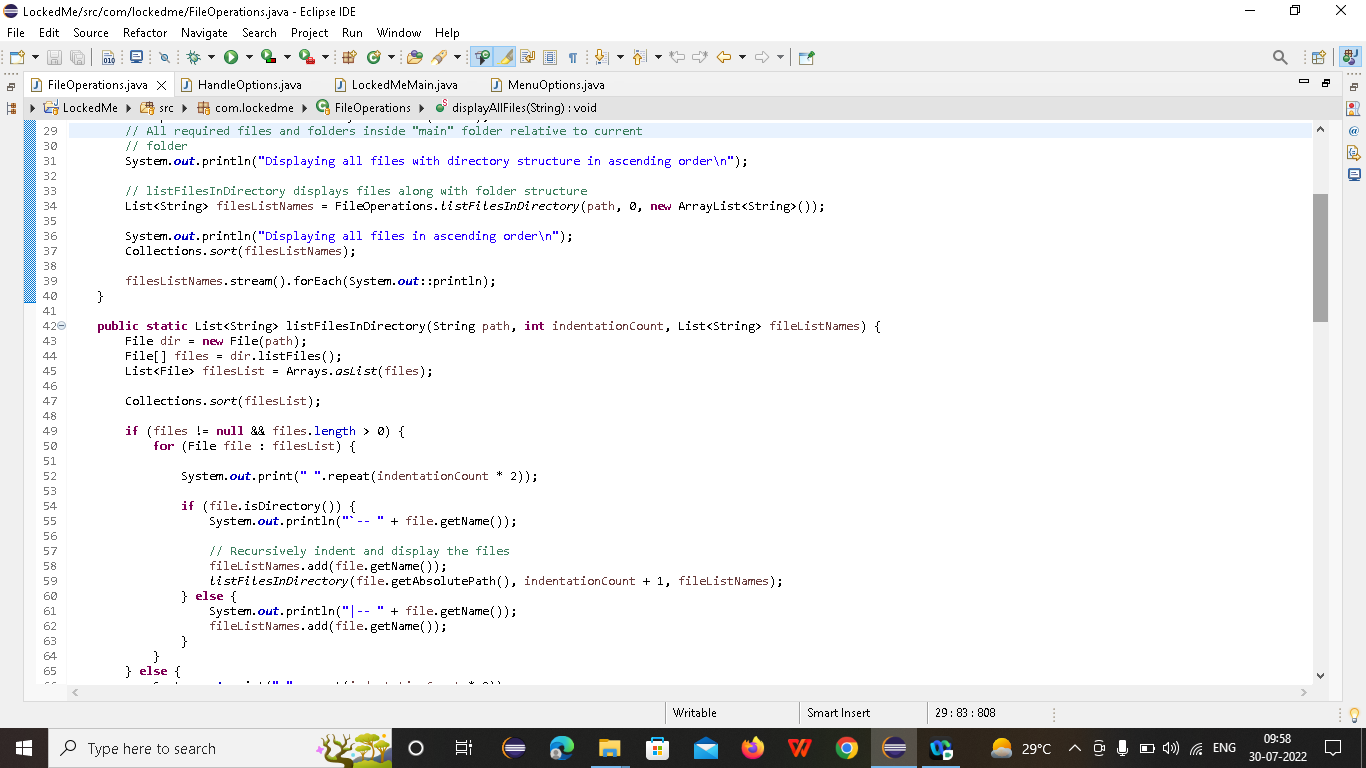 LockedMe/src/com/lockedme/FileOperations.java - Eclipse IDE
File Edit Source Refactor Navigate Search Project Run Window Help
FileOperations.java HandleOptions.java LockedMeMain.java MenuOptions.java
LockedMe src com.lockedme FileOperations displayAllFiles(String) : void
29 // All required files and folders inside "main" folder relative to current
30 // folder
31 System.out.println("Displaying all files with directory structure in ascending order\n");
32
33 // listFilesInDirectory displays files along with folder structure
34 List<String> filesListNames = FileOperations.listFilesInDirectory(path, 0, new ArrayList<String>());
35
36 System.out.println("Displaying all files in ascending order\n");
37 Collections.sort(filesListNames);
38
39 filesListNames.stream().forEach(System.out::println);
40 }
41
42 public static List<String> listFilesInDirectory(String path, int indentationCount, List<String> fileListNames) {
43 File dir = new File(path);
44 File[] files = dir.listFiles();
45 List<File> filesList = Arrays.asList(files);
46
47 Collections.sort(filesList);
48
49 if (files != null && files.length > 0) {
50 for (File file : filesList) {
51
52 System.out.print(" ".repeat(indentationCount * 2));
53
54 if (file.isDirectory()) {
55 System.out.println("`-- " + file.getName());
56
57 // Recursively indent and display the files
58 fileListNames.add(file.getName());
59 listFilesInDirectory(file.getAbsolutePath(), indentationCount + 1, fileListNames);
60 } else {
61 System.out.println("|-- " + file.getName());
62 fileListNames.add(file.getName());
63 }
64 }
65 } else {
Writable Smart Insert 29 : 83 : 808
Type here to search
29°C ENG 09:58
30-07-2022